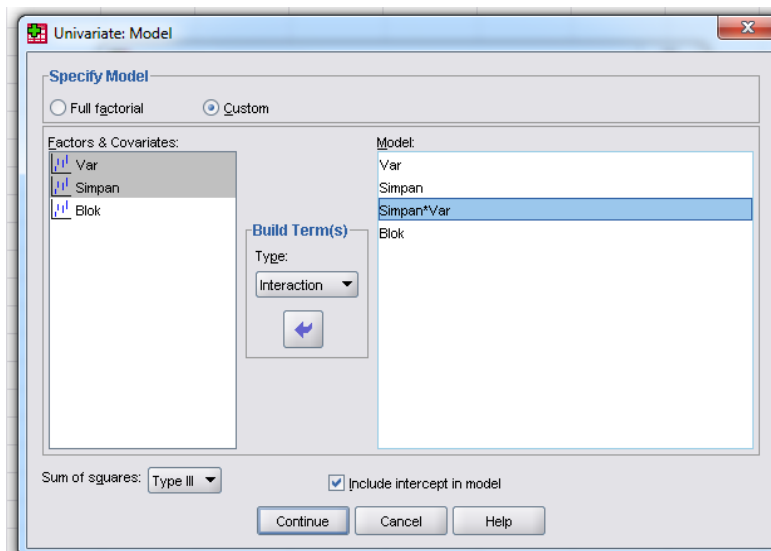 Univariate: Model
Specify Model
Full factorial
Custom
Factors & Covariates:
Var
Simpan
Blok
Build Term(s)
Type:
Interaction
Model:
Var
Simpan
Simpan*Var
Blok
Sum of squares:
Type III
Include intercept in model
Continue
Cancel
Help